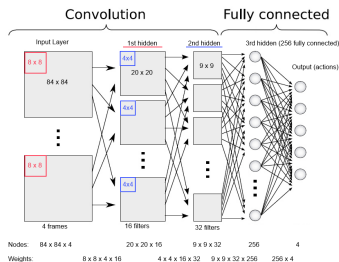 Convolution Fully connected
Input Layer 1st hidden 2nd hidden 3rd hidden (256 fully connected)
Output (actions)
8 x 8 4x4 9 x 9
84 x 84 20 x 20
4x4
8 x 8 4x4
4 frames 16 filters 32 filters
Nodes: 84 x 84 x 4 20 x 20 x 16 9 x 9 x 32 256 4
Weights: 8 x 8 x 4 x 16 4 x 4 x 16 x 32 9 x 9 x 32 x 256 256 x 4